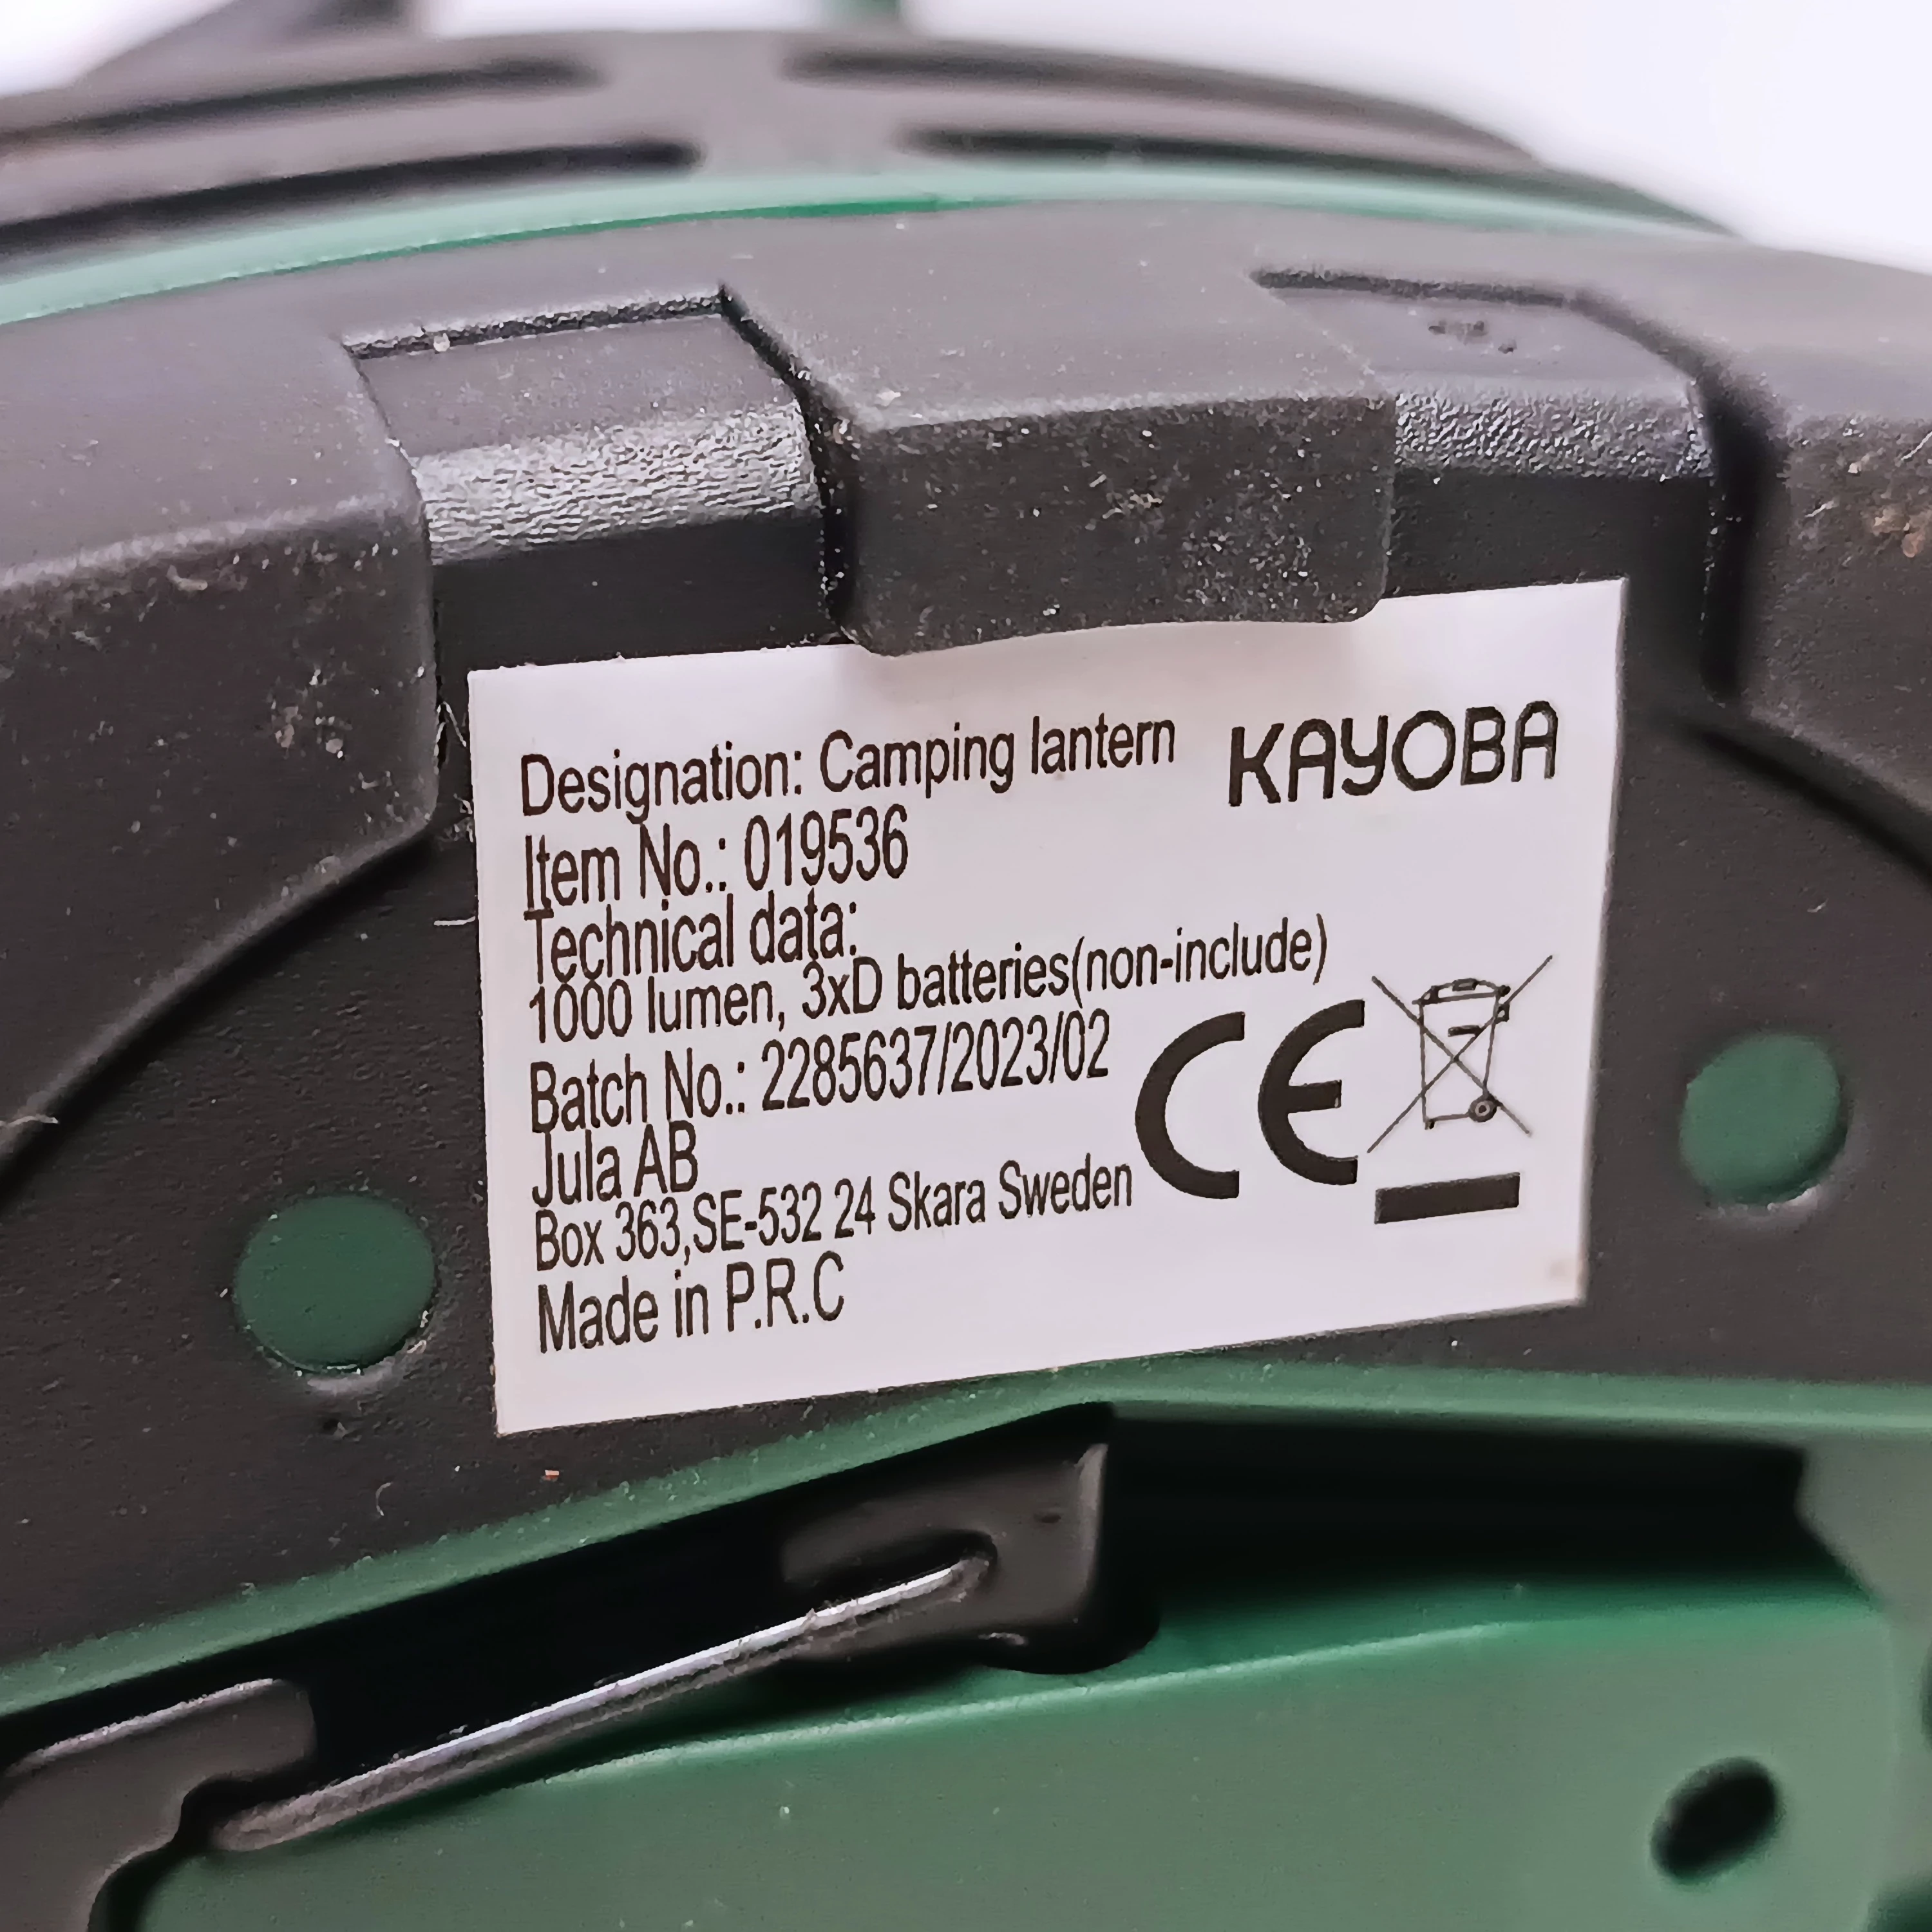 Designation: Camping lantern
KAYOBA
Item No.: 019536
Technical data:
1000 lumen, 3xD batteries(non-include)
Batch No.: 2285637/2023/02
Jula AB
Box 363,SE-532 24 Skara Sweden
Made in P.R.C
CE